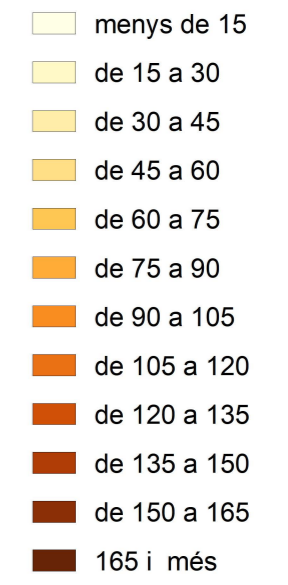 menys de 15
de 15 a 30
de 30 a 45
de 45 a 60
de 60 a 75
de 75 a 90
de 90 a 105
de 105 a 120
de 120 a 135
de 135 a 150
de 150 a 165
165 i  més